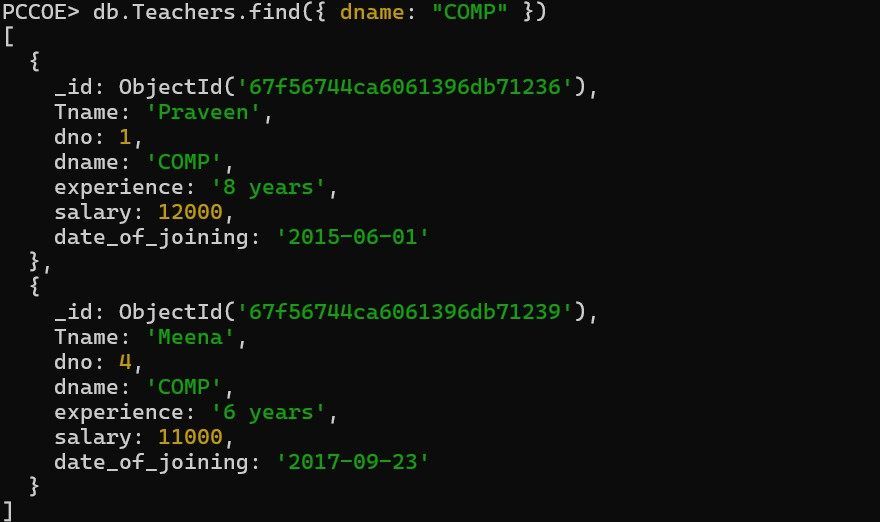 PCCOE> db.Teachers.find({ dname: "COMP" })
[
  {
    _id: ObjectId('67f56744ca6061396db71236'),
    Tname: 'Praveen',
    dno: 1,
    dname: 'COMP',
    experience: '8 years',
    salary: 12000,
    date_of_joining: '2015-06-01'
  },
  {
    _id: ObjectId('67f56744ca6061396db71239'),
    Tname: 'Meena',
    dno: 4,
    dname: 'COMP',
    experience: '6 years',
    salary: 11000,
    date_of_joining: '2017-09-23'
  }
]